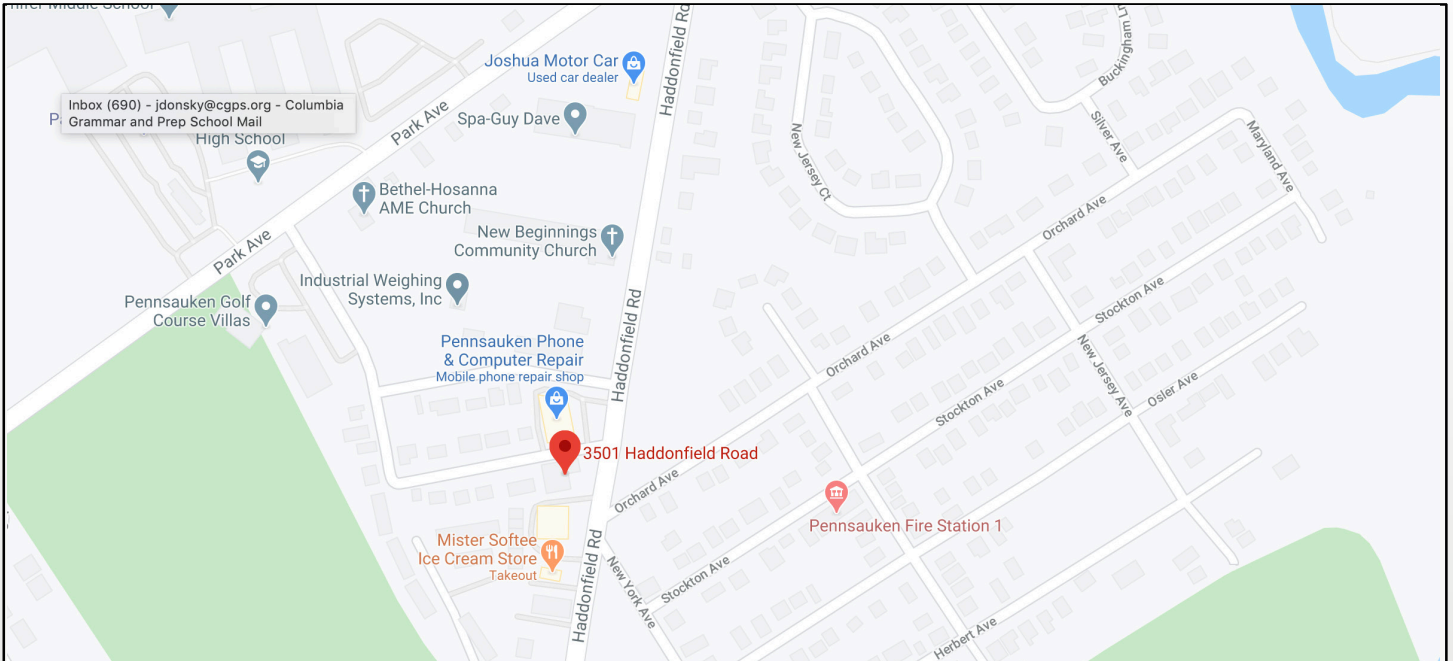 Middle School
Joshua Motor Car
Used car dealer
Haddonfield Rd
Buckingham Ln
Inbox (690) - jdonsky@cgps.org - Columbia
Grammar and Prep School Mail
High School
Park Ave
Spa-Guy Dave
Silver Ave
New Jersey Ct
Maryland Ave
Bethel-Hosanna
AME Church
New Beginnings
Community Church
Orchard Ave
Park Ave
Industrial Weighing
Systems, Inc
Pennsauken Golf
Course Villas
Stockton Ave
Haddonfield Rd
Pennsauken Phone
& Computer Repair
Mobile phone repair shop
Orchard Ave
New Jersey Ave
Stockton Ave
Osler Ave
3501 Haddonfield Road
Orchard Ave
Pennsauken Fire Station 1
Mister Softee
Ice Cream Store
Takeout
Haddonfield Rd
New York Ave
Stockton Ave
Herbert Ave